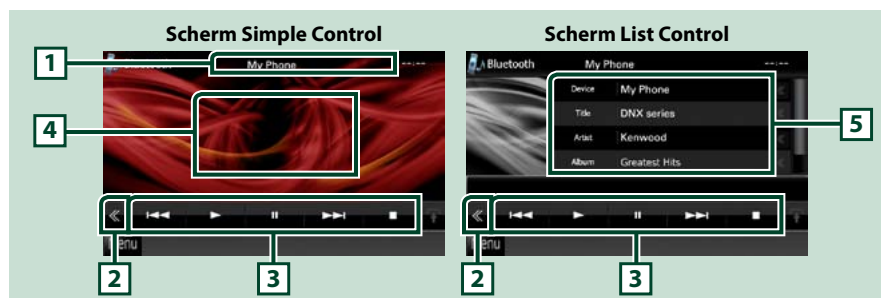 Scherm Simple Control
Scherm List Control
1
Bluetooth
My Phone
--:--
4
2
3
Bluetooth
My Phone
--:--
Device My Phone
Title DNX series
Artist Kenwood
Album Greatest Hits
5
2
3